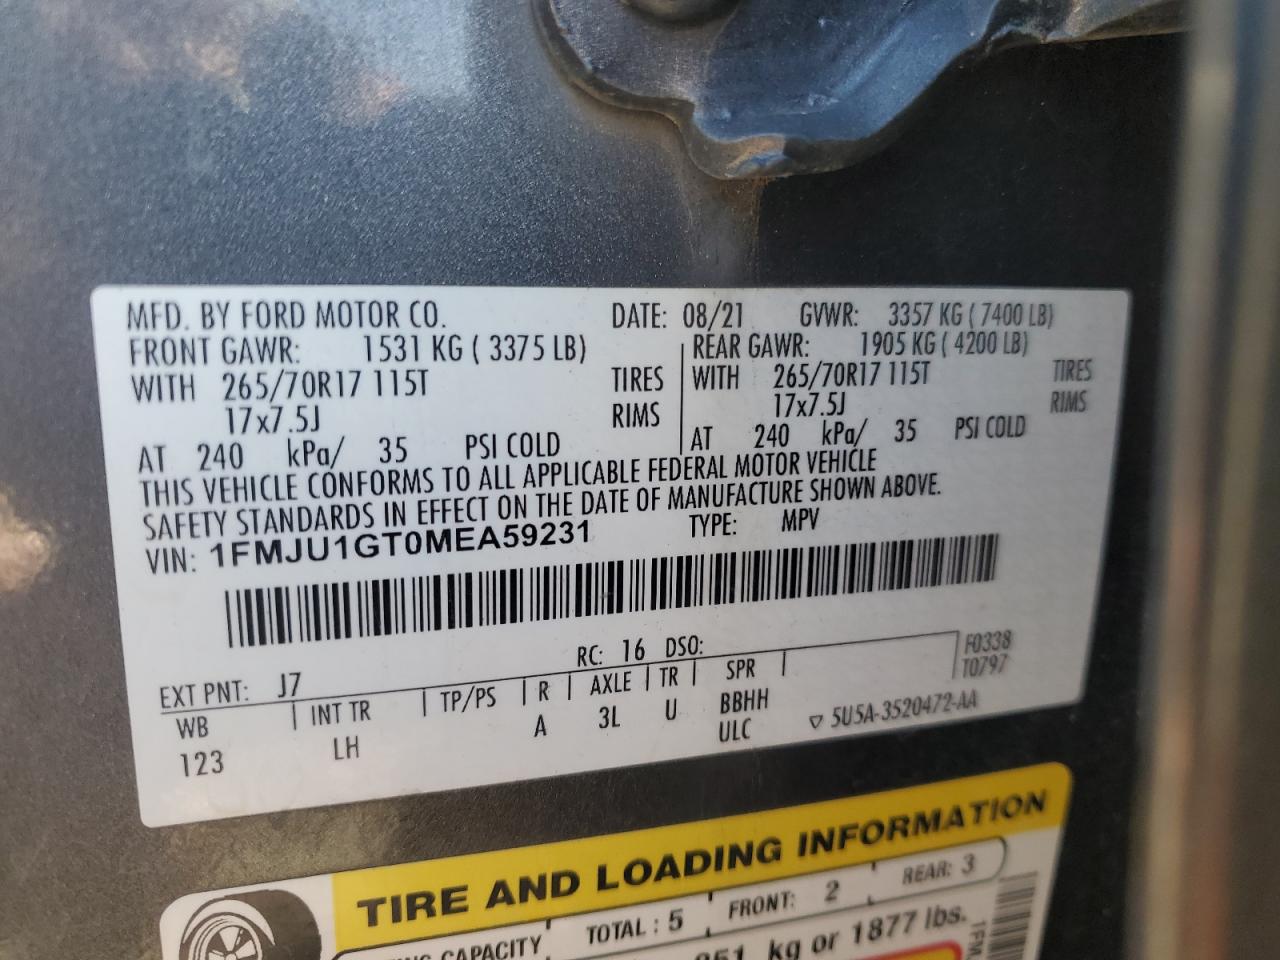 MFD. BY FORD MOTOR CO. DATE: 08/21 GVWR: 3357 KG ( 7400 LB)
FRONT GAWR: 1531 KG ( 3375 LB) REAR GAWR: 1905 KG ( 4200 LB)
WITH 265/70R17 115T TIRES WITH 265/70R17 115T TIRES
17x7.5J RIMS 17x7.5J RIMS
AT 240 kPa/ 35 PSI COLD AT 240 kPa/ 35 PSI COLD
THIS VEHICLE CONFORMS TO ALL APPLICABLE FEDERAL MOTOR VEHICLE
SAFETY STANDARDS IN EFFECT ON THE DATE OF MANUFACTURE SHOWN ABOVE.
VIN: 1FMJU1GT0MEA59231 TYPE: MPV
RC: 16 DSO: F0338
EXT PNT: J7 T0797
WB INT TR TP/PS R AXLE TR SPR
123 LH A 3L U BBHH
ULC ▽ 5U5A-3520472-AA
TIRE AND LOADING INFORMATION
CAPACITY TOTAL : 5 FRONT: 2 REAR: 3
kg or 1877 lbs.